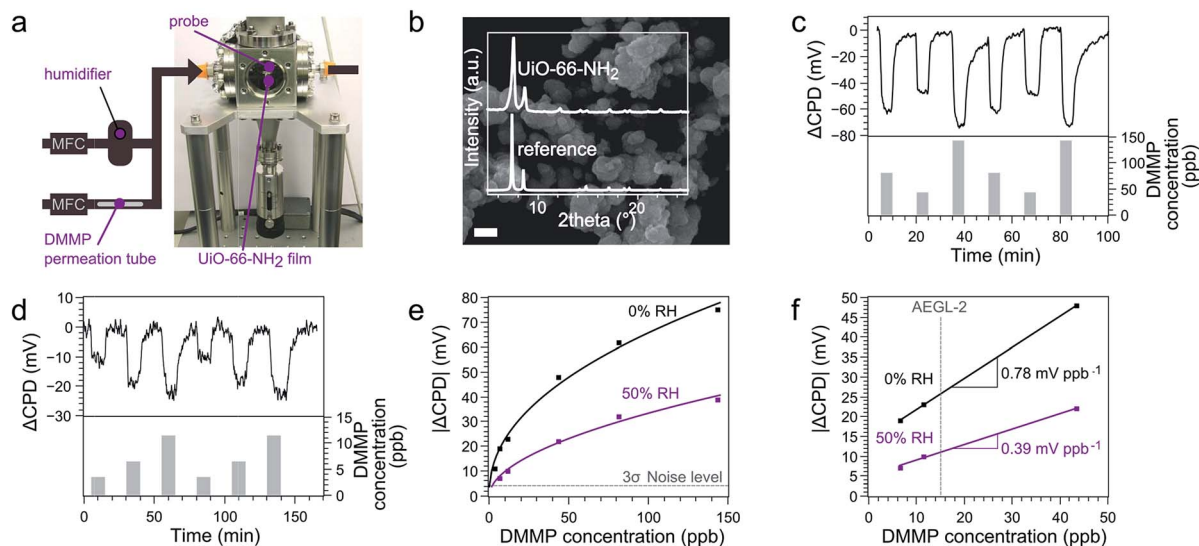 a
probe
humidifier
MFC
MFC
DMMP
permeation tube
UiO-66-NH2 film
b
Intensity (a.u.)
UiO-66-NH2
reference
10
20
2theta (°)
c
ΔCPD (mV)
0
−20
−40
−60
−80
150
100
50
0
DMMP
concentration
(ppb)
0
20
40
60
80
100
Time (min)
d
ΔCPD (mV)
10
0
−10
−20
−30
15
10
5
0
DMMP
concentration
(ppb)
0
50
100
150
Time (min)
e
|ΔCPD| (mV)
80
70
60
50
40
30
20
10
0
0% RH
50% RH
3σ Noise level
0
50
100
150
DMMP concentration (ppb)
f
|ΔCPD| (mV)
50
45
40
35
30
25
20
15
10
5
0
AEGL-2
0% RH
0.78 mV ppb-1
50% RH
0.39 mV ppb-1
0
10
20
30
40
50
DMMP concentration (ppb)